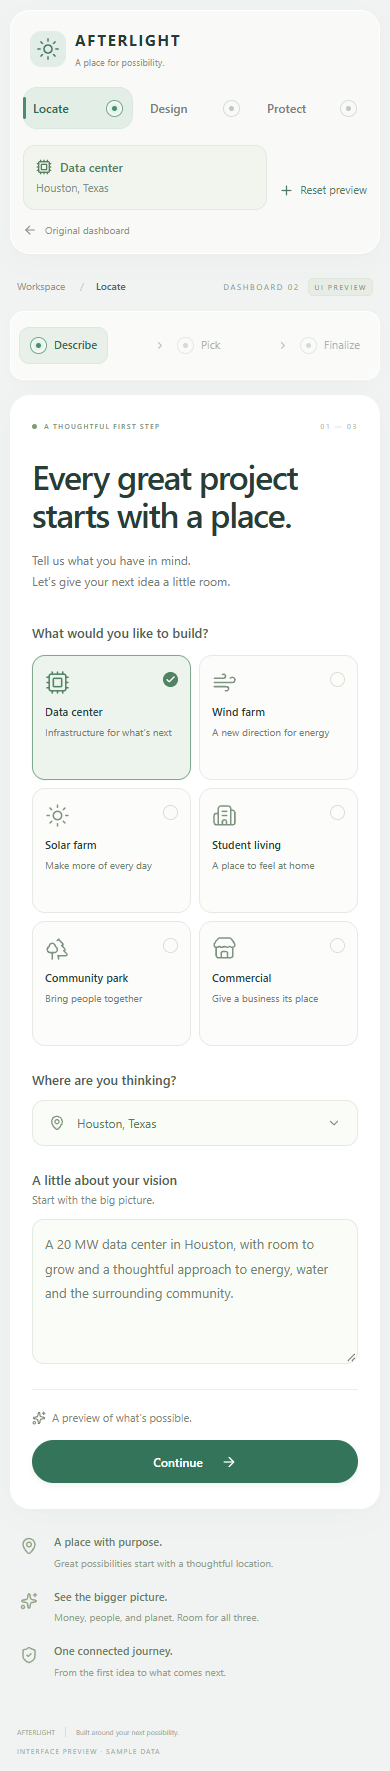 AFTERLIGHT
A place for possibility.
Locate
Design
Protect
Data center
Houston, Texas
Reset preview
Original dashboard
Workspace / Locate
DASHBOARD 02
UI PREVIEW
Describe
Pick
Finalize
A THOUGHTFUL FIRST STEP
01 — 03
Every great project
starts with a place.
Tell us what you have in mind.
Let's give your next idea a little room.
What would you like to build?
Data center
Infrastructure for what's next
Wind farm
A new direction for energy
Solar farm
Make more of every day
Student living
A place to feel at home
Community park
Bring people together
Commercial
Give a business its place
Where are you thinking?
Houston, Texas
A little about your vision
Start with the big picture.
A 20 MW data center in Houston, with room to
grow and a thoughtful approach to energy, water
and the surrounding community.
A preview of what's possible.
Continue
A place with purpose.
Great possibilities start with a thoughtful location.
See the bigger picture.
Money, people, and planet. Room for all three.
One connected journey.
From the first idea to what comes next.
AFTERLIGHT
Built around your next possibility.
INTERFACE PREVIEW · SAMPLE DATA